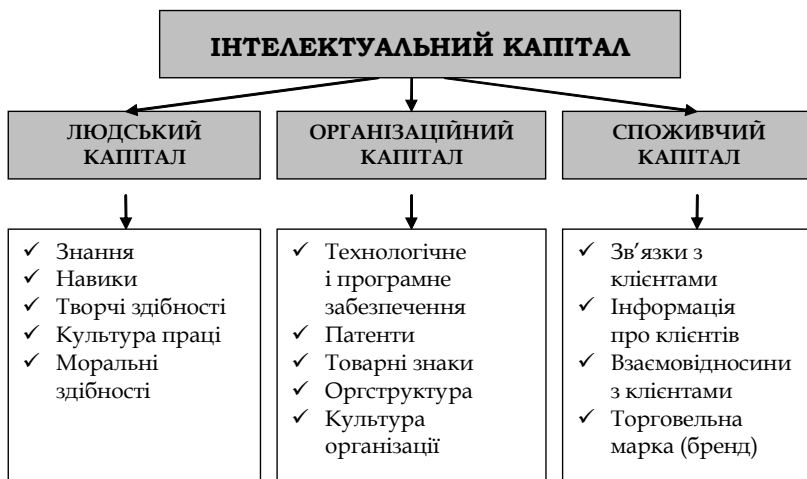 ІНТЕЛЕКТУАЛЬНИЙ КАПІТАЛ
ЛЮДСЬКИЙ
КАПІТАЛ
ОРГАНІЗАЦІЙНИЙ
КАПІТАЛ
СПОЖИВЧИЙ
КАПІТАЛ
✓ Знання
✓ Навики
✓ Творчі здібності
✓ Культура праці
✓ Моральні
здібності
✓ Технологічне
і програмне
забезпечення
✓ Патенти
✓ Товарні знаки
✓ Оргструктура
✓ Культура
організації
✓ Зв’язки з
клієнтами
✓ Інформація
про клієнтів
✓ Взаємовідносини
з клієнтами
✓ Торговельна
марка (бренд)